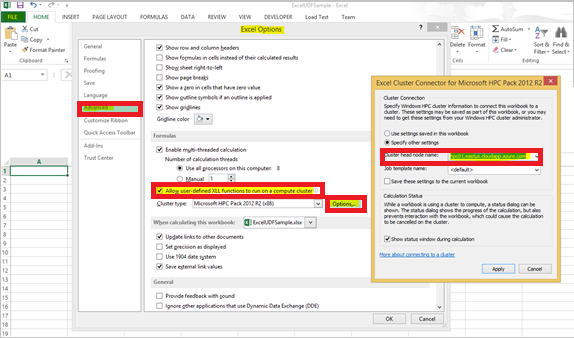 ExcelUDFSample - Excel
FILE HOME INSERT PAGE LAYOUT FORMULAS DATA REVIEW VIEW DEVELOPER Load Test TEAM
Cut
Copy
Format Painter
Clipboard
Paste
AutoSum
Fill
Clear
Sort & Find &
Filter Select
Editing
A1
Excel Options
General
Formulas
Proofing
Save
Language
Advanced
Customize Ribbon
Quick Access Toolbar
Add-Ins
Trust Center
Show row and column headers
Show formulas in cells instead of their calculated results
Show sheet right-to-left
Show page breaks
Show a zero in cells that have zero value
Show outline symbols if an outline is applied
Show gridlines
Gridline color
Formulas
Enable multi-threaded calculation
Number of calculation threads
Use all processors on this computer: 8
Manual 1
Allow user-defined XLL functions to run on a compute cluster
Cluster type: Microsoft HPC Pack 2012 R2 (x86) Options...
When calculating this workbook: ExcelUDFSample.xlsx
Update links to other documents
Set precision as displayed
Use 1904 date system
Save external link values
General
Provide feedback with sound
Ignore other applications that use Dynamic Data Exchange (DDE)
OK Cancel
Excel Cluster Connector for Microsoft HPC Pack 2012 R2
Cluster Connection
Specify Windows HPC cluster information to connect this workbook to a
cluster. These settings may be saved as part of this workbook, or you may
need to get these settings from your Windows HPC cluster administrator.
Use settings saved in this workbook
Specify other settings
Cluster head node name:
Job template name: <default>
Save these settings to the current workbook
Calculation Status
While a workbook is using a cluster to compute, a status dialog can be
shown. The status dialog shows the progress of the calculation, but also
prevents interaction with the workbook, which could cause the calculation
to be cancelled on the cluster.
Show status window during calculation
More about connecting to a cluster
Apply Cancel
A
1
2
3
4
5
6
7
8
9
10
11
12
13
14
15
16
17
18
19